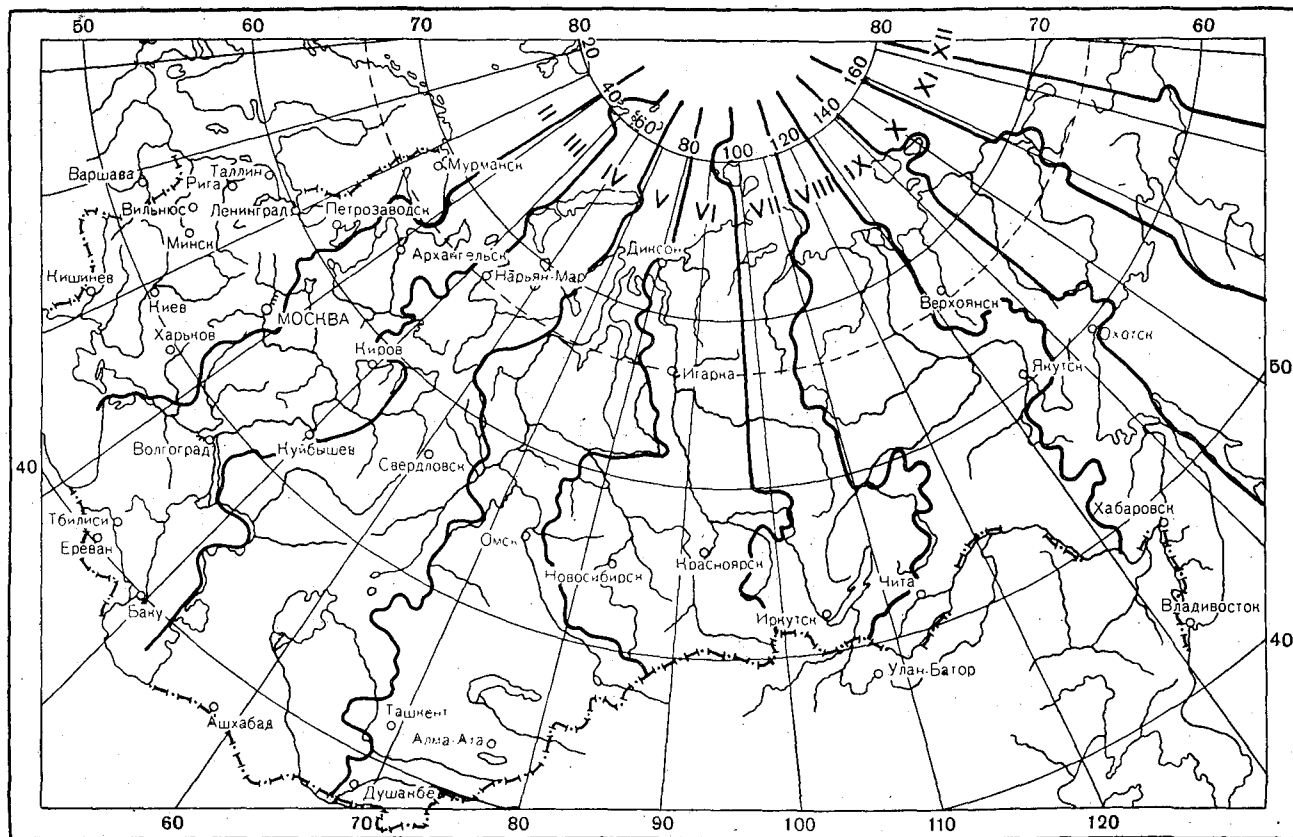 50 60 70 80 70 60
20 40 60 80 100 120 140 160
II III IV V VI VII VIII IX X XI XII
Мурманск
Варшава
Таллин
Рига
Вильнюс
Ленинград
Петрозаводск
Минск
Архангельск
Диксон
Нарьян-Мар
Кишинев
Киев
МОСКВА
Верхоянск
Харьков
Охотск
Киров
Игарка
Якутск
50
Волгоград
Куйбышев
Свердловск
40
Тбилиси
Ереван
Омск
Хабаровск
Новосибирск
Красноярск
Чита
Баку
Иркутск
Владивосток
40
Улан-Батор
Ашхабад
Ташкент
Алма-Ата
Душанбе
60 70 80 90 100 110 120